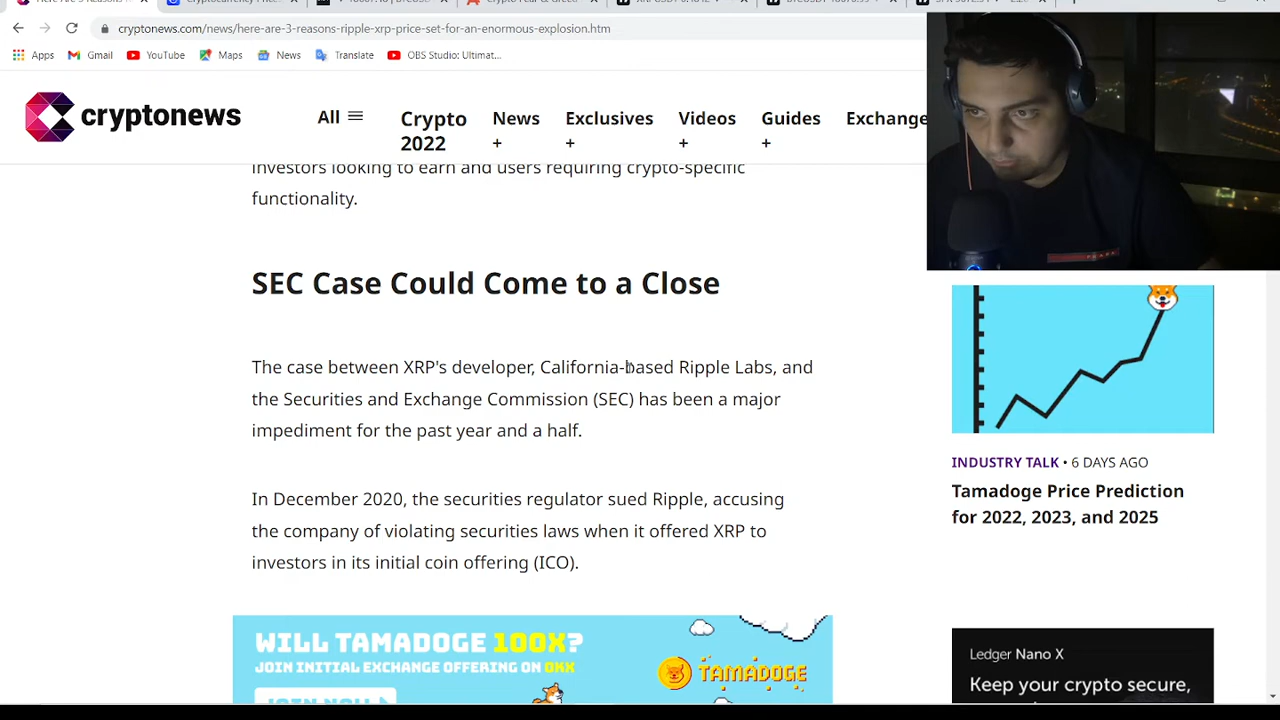 cryptonews.com/news/here-are-3-reasons-ripple-xrp-price-set-for-an-enormous-explosion.htm
Apps
Gmail
YouTube
Maps
News
Translate
OBS Studio: Ultimat...
cryptonews
All
Crypto
2022
News
+
Exclusives
+
Videos
+
Guides
+
Exchange
investors looking to earn and users requiring crypto-specific
functionality.
SEC Case Could Come to a Close
The case between XRP's developer, California-based Ripple Labs, and
the Securities and Exchange Commission (SEC) has been a major
impediment for the past year and a half.
In December 2020, the securities regulator sued Ripple, accusing
the company of violating securities laws when it offered XRP to
investors in its initial coin offering (ICO).
WILL TAMADOGE 100X?
JOIN INITIAL EXCHANGE OFFERING ON OKX
JOIN NOW
TAMADOGE
INDUSTRY TALK • 6 DAYS AGO
Tamadoge Price Prediction
for 2022, 2023, and 2025
Ledger Nano X
Keep your crypto secure,